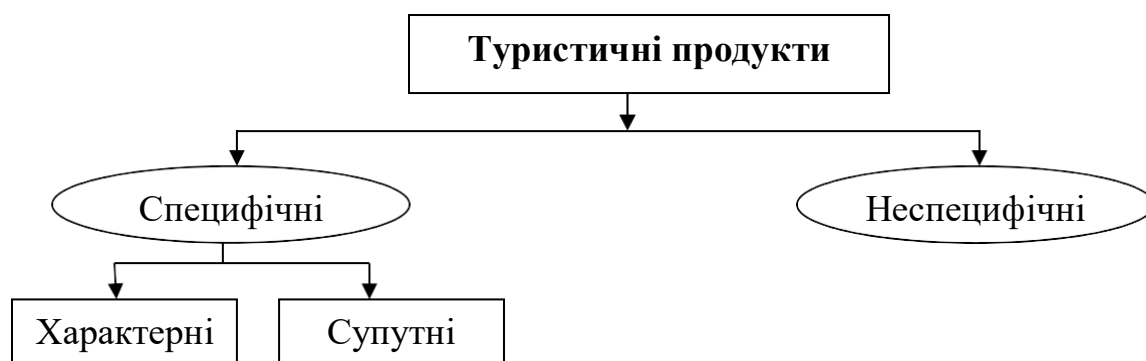 Туристичні продукти
Специфічні
Неспецифічні
Характерні
Супутні